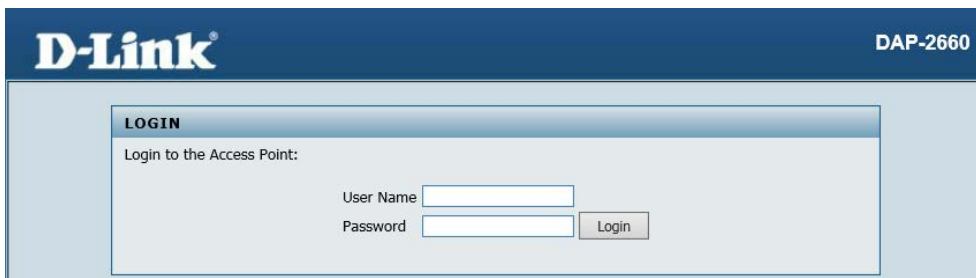 D-Link®
DAP-2660
LOGIN
Login to the Access Point:
User Name
Password
Login